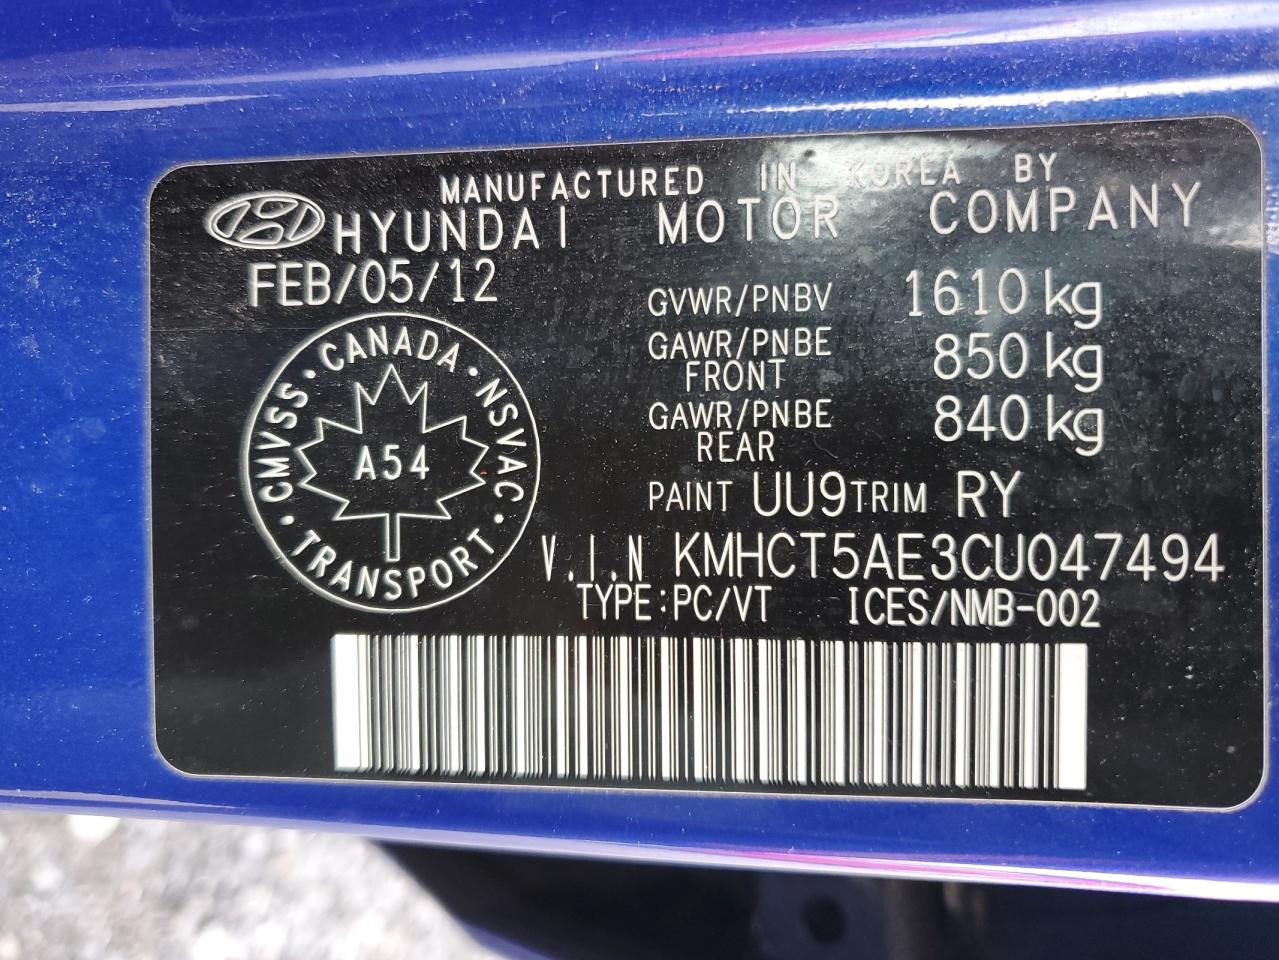 MANUFACTURED IN KORLA BY
HYUNDAI MOTOR COMPANY
FEB/05/12
GVWR/PNBV 1610 kg
GAWR/PNBE FRONT 850 kg
GAWR/PNBE REAR 840 kg
CANADA • NSVAC • TRANSPORT • CMVSS •
A54
PAINT UU9 TRIM RY
V.I.N KMHCT5AE3CU047494
TYPE:PC/VT ICES/NMB-002